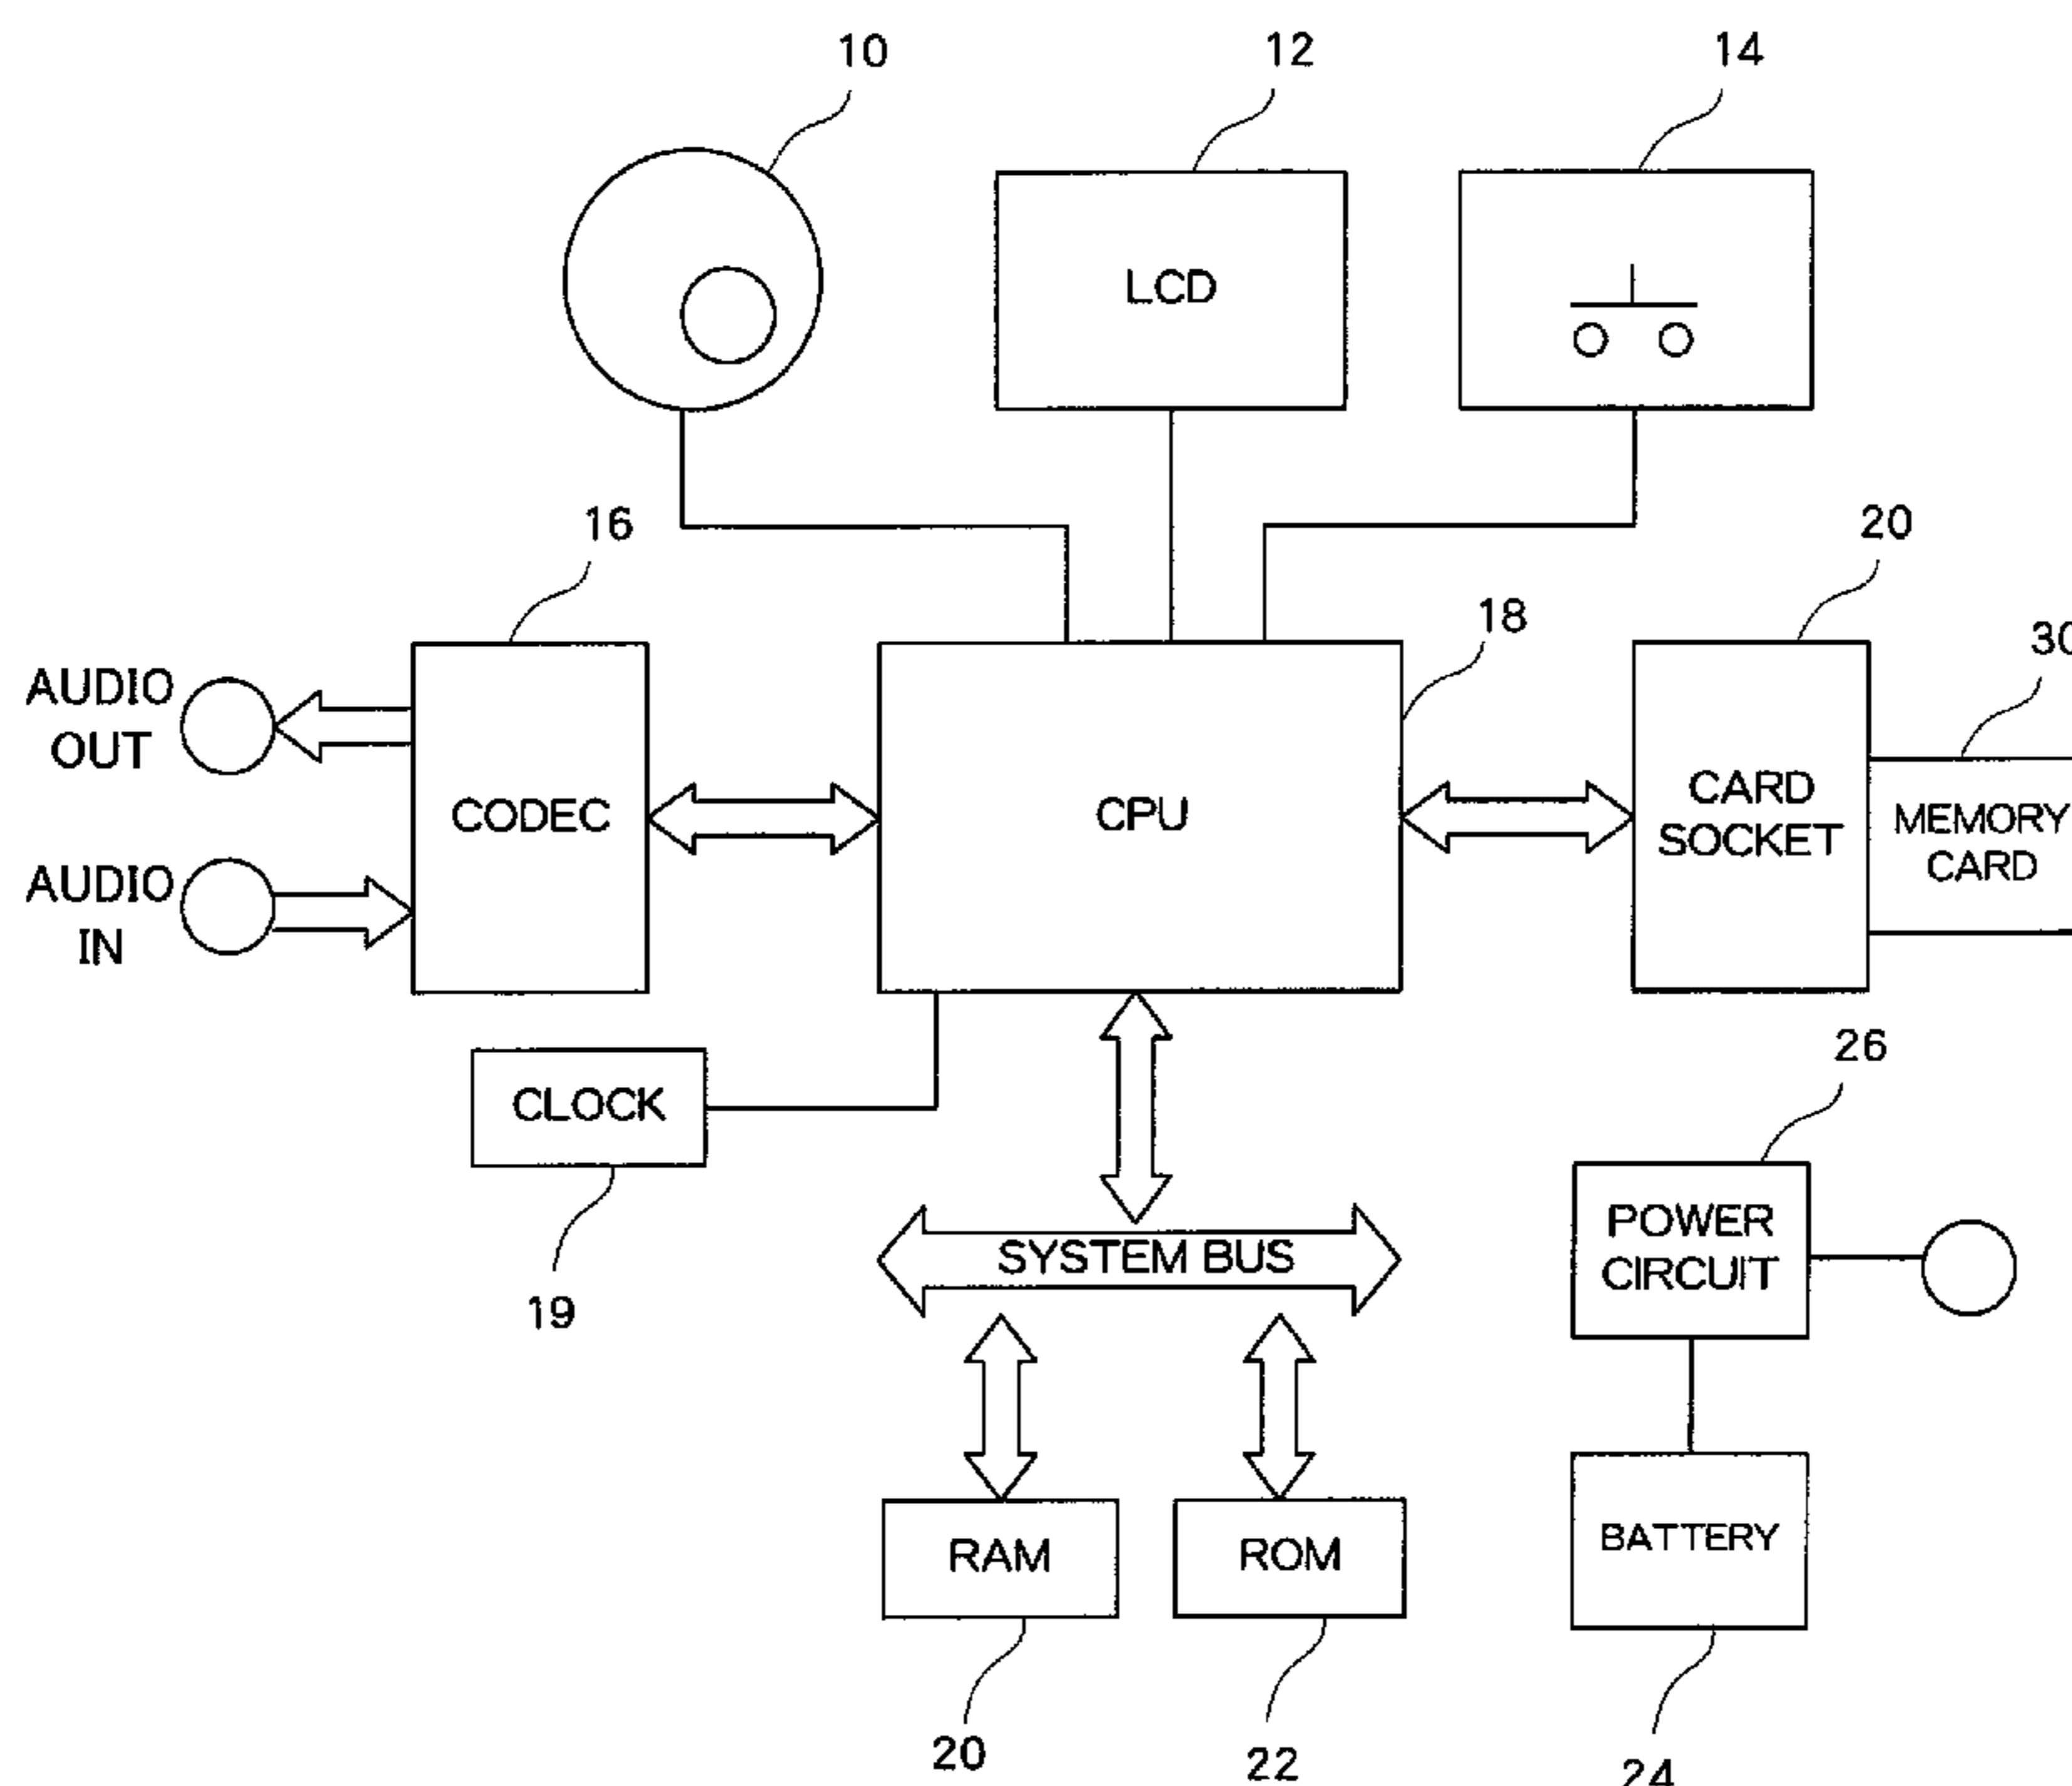 10
12
14
LCD
16
20
18
30
AUDIO
OUT
CODEC
CPU
CARD
SOCKET
MEMORY
CARD
AUDIO
IN
26
CLOCK
POWER
CIRCUIT
SYSTEM BUS
19
BATTERY
RAM
ROM
20
22
24